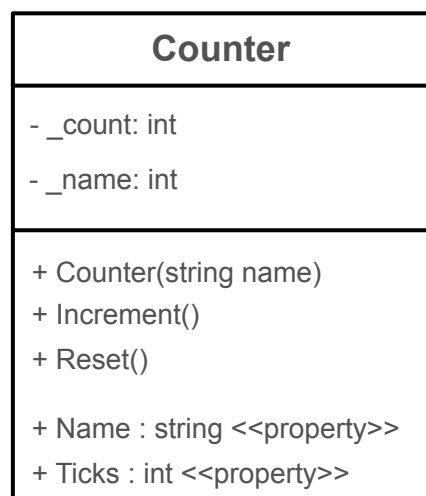 Counter
- _count: int
- _name: int
+ Counter(string name)
+ Increment()
+ Reset()
+ Name : string <<property>>
+ Ticks : int <<property>>